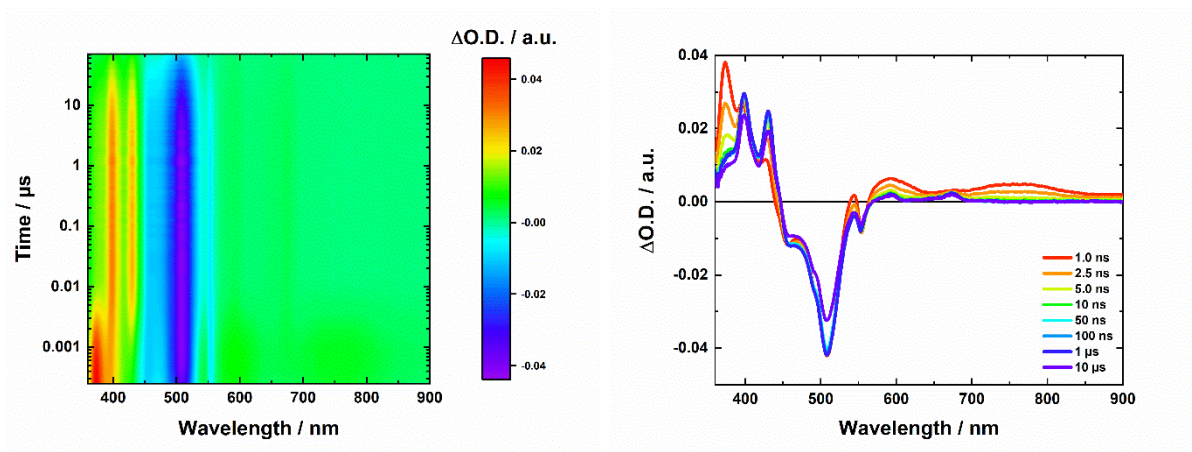 ΔO.D. / a.u.
Time / µs
10
1
0.1
0.01
0.001
400
500
600
700
800
900
Wavelength / nm
0.04
0.02
-0.00
-0.02
-0.04
ΔO.D. / a.u.
0.04
0.02
0.00
-0.02
-0.04
1.0 ns
2.5 ns
5.0 ns
10 ns
50 ns
100 ns
1 µs
10 µs
400
500
600
700
800
900
Wavelength / nm